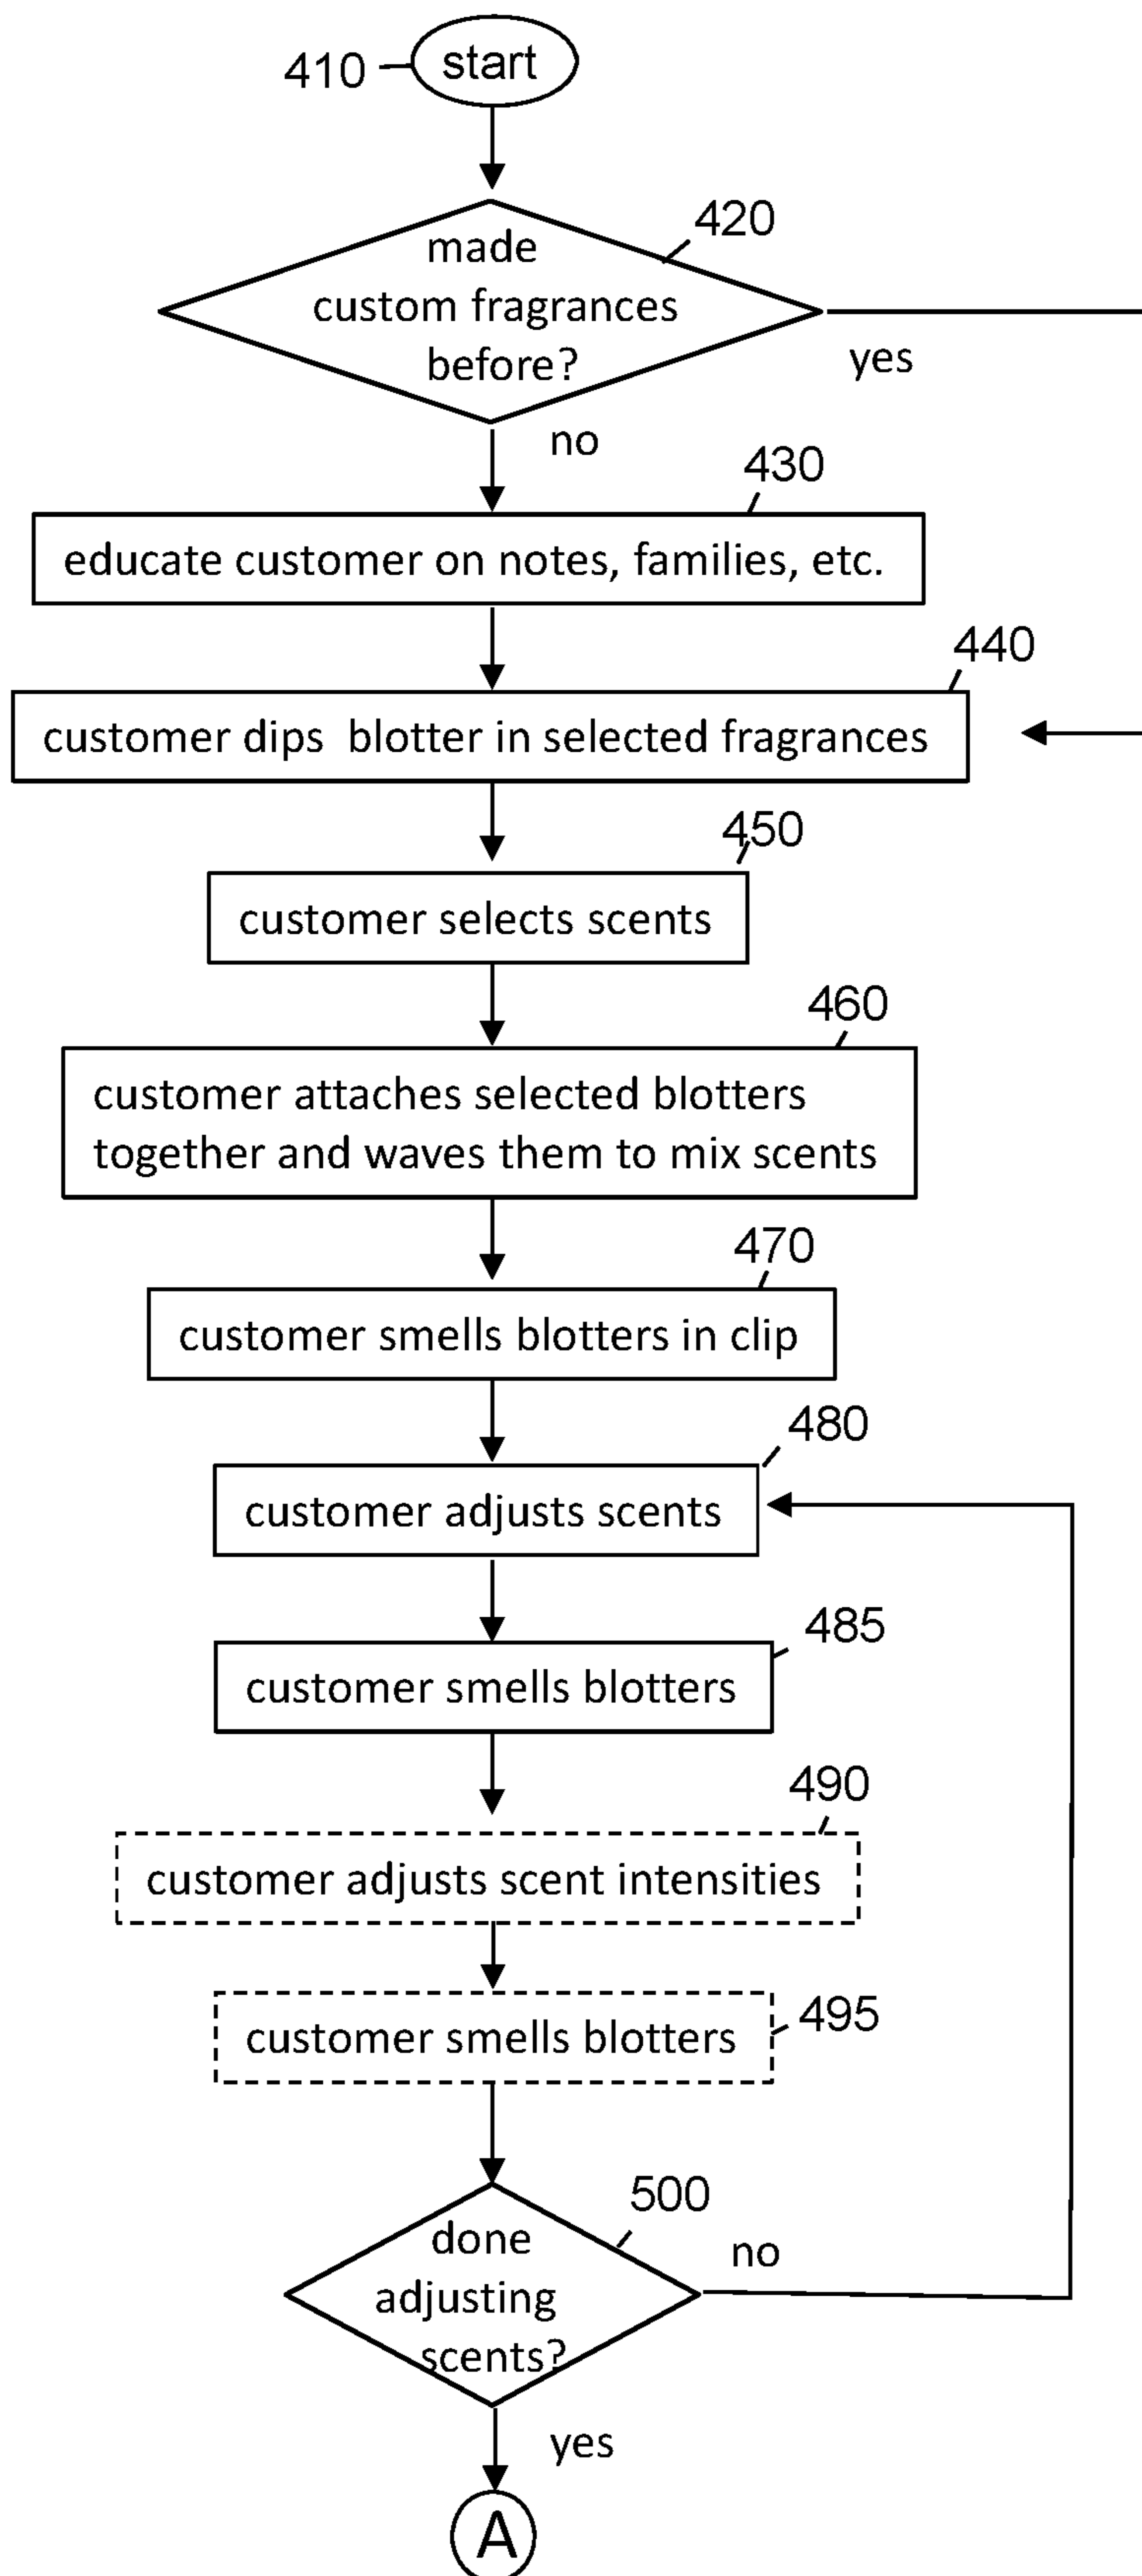 410 start
420
made
custom fragrances
before?
yes
no
430
educate customer on notes, families, etc.
440
customer dips  blotter in selected fragrances
450
customer selects scents
460
customer attaches selected blotters
together and waves them to mix scents
470
customer smells blotters in clip
480
customer adjusts scents
485
customer smells blotters
490
customer adjusts scent intensities
customer smells blotters 495
500
done
no
adjusting
scents?
yes
A